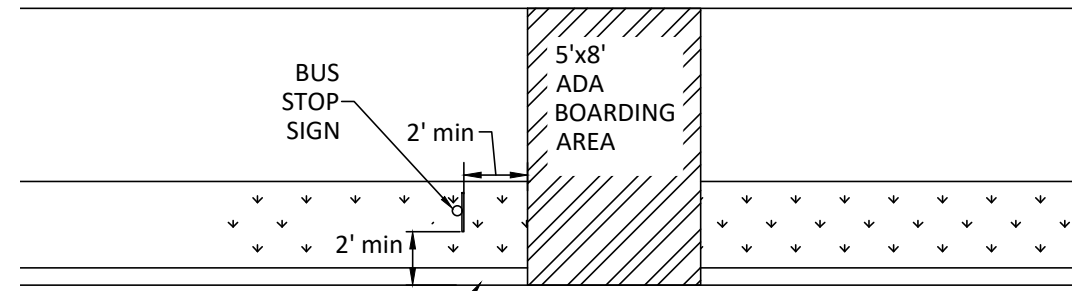 BUS
STOP
SIGN
2' min
5'x8'
ADA
BOARDING
AREA
2' min